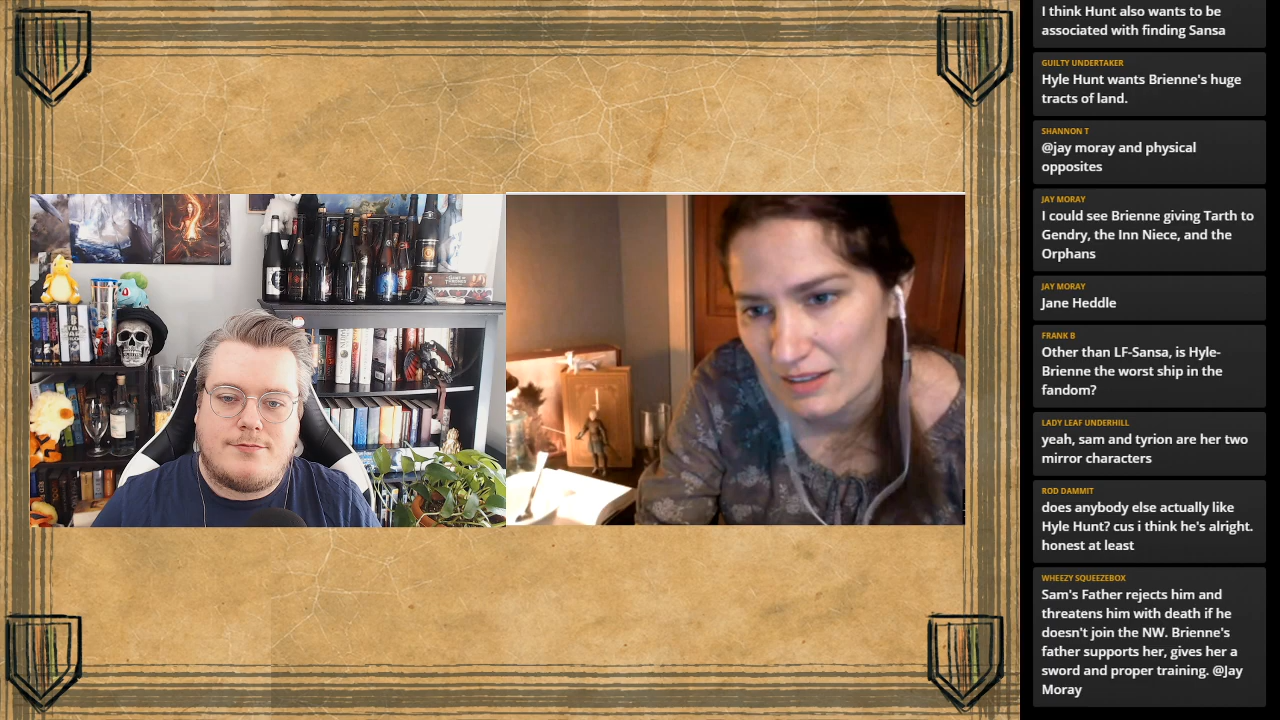 I think Hunt also wants to be
associated with finding Sansa
GUILTY UNDERTAKER
Hyle Hunt wants Brienne's huge
tracts of land.
SHANNON T
@jay moray and physical
opposites
JAY MORAY
I could see Brienne giving Tarth to
Gendry, the Inn Niece, and the
Orphans
JAY MORAY
Jane Heddle
FRANK B
Other than LF-Sansa, is Hyle-
Brienne the worst ship in the
fandom?
LADY LEAF UNDERHILL
yeah, sam and tyrion are her two
mirror characters
ROD DAMMIT
does anybody else actually like
Hyle Hunt? cus i think he's alright.
honest at least
WHEEZY SQUEEZEBOX
Sam's Father rejects him and
threatens him with death if he
doesn't join the NW. Brienne's
father supports her, gives her a
sword and proper training. @Jay
Moray